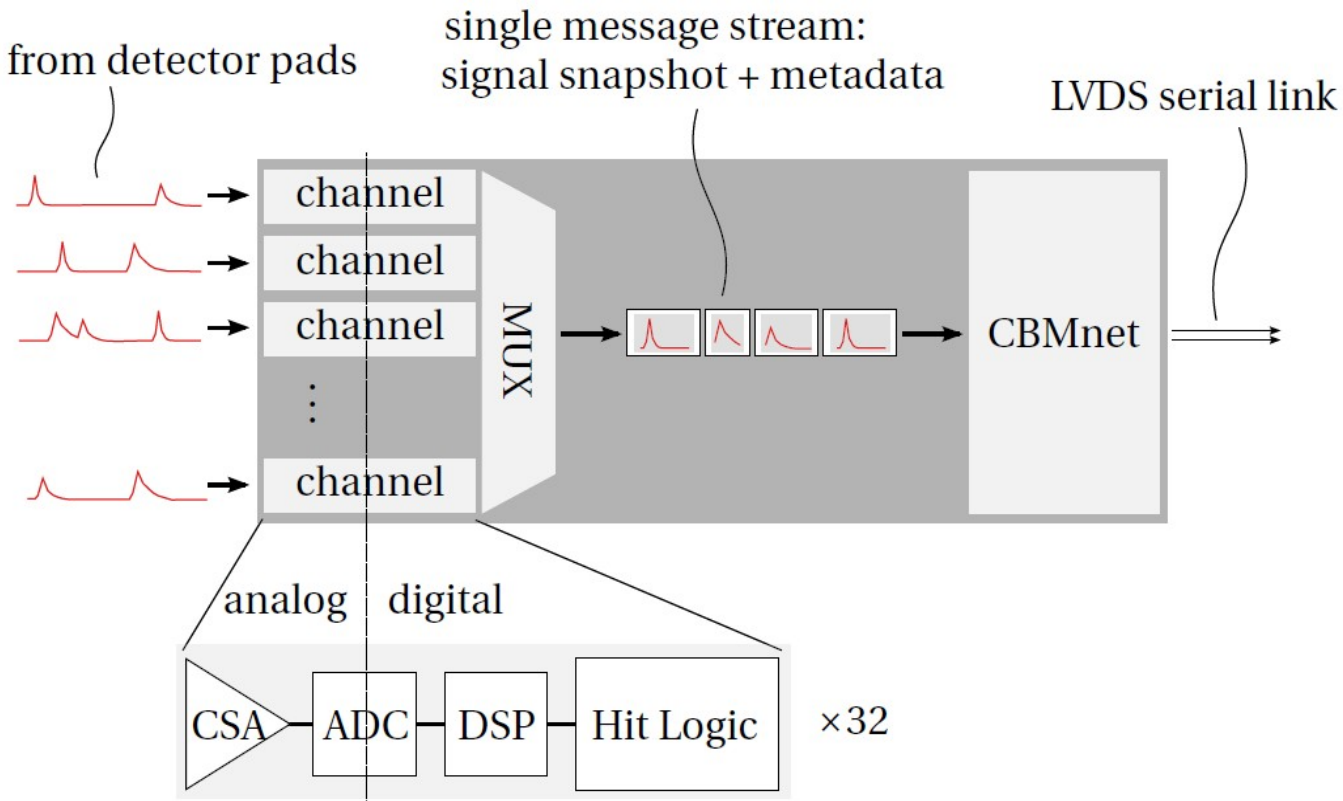 single message stream:
from detector pads
signal snapshot + metadata
LVDS serial link
channel
channel
channel
MUX
CBMnet
⋮
channel
analog
digital
CSA
ADC
DSP
Hit Logic
×32